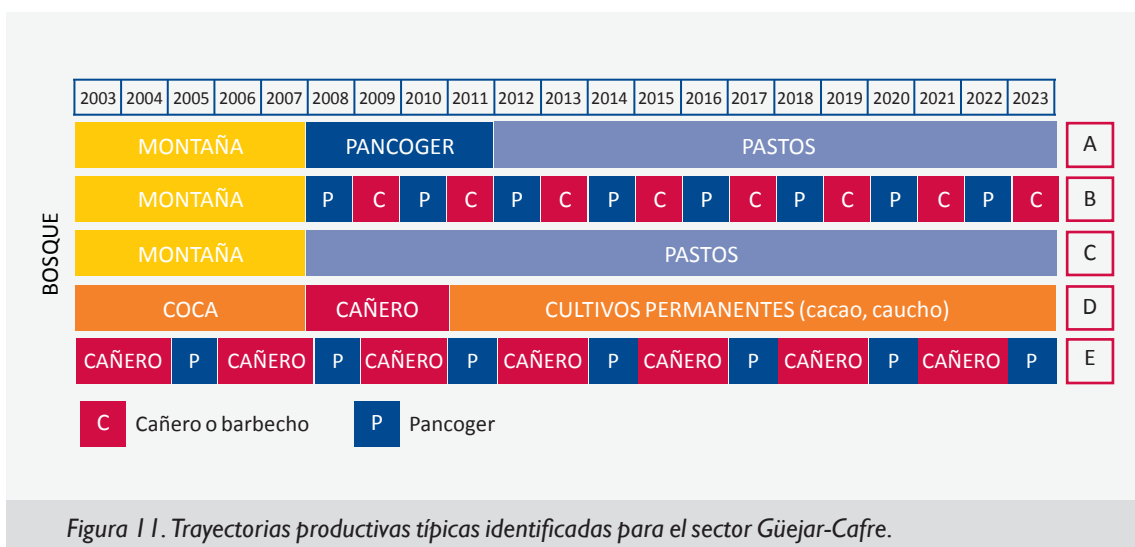 2003 2004 2005 2006 2007 2008 2009 2010 2011 2012 2013 2014 2015 2016 2017 2018 2019 2020 2021 2022 2023
BOSQUE
MONTAÑA PANCOGER PASTOS A
MONTAÑA P C P C P C P C P C P C P C P C B
MONTAÑA PASTOS C
COCA CAÑERO CULTIVOS PERMANENTES (cacao, caucho) D
CAÑERO P CAÑERO P CAÑERO P CAÑERO P CAÑERO P CAÑERO P CAÑERO P E
C Cañero o barbecho P Pancoger
Figura 11. Trayectorias productivas típicas identificadas para el sector Güejar-Cafre.